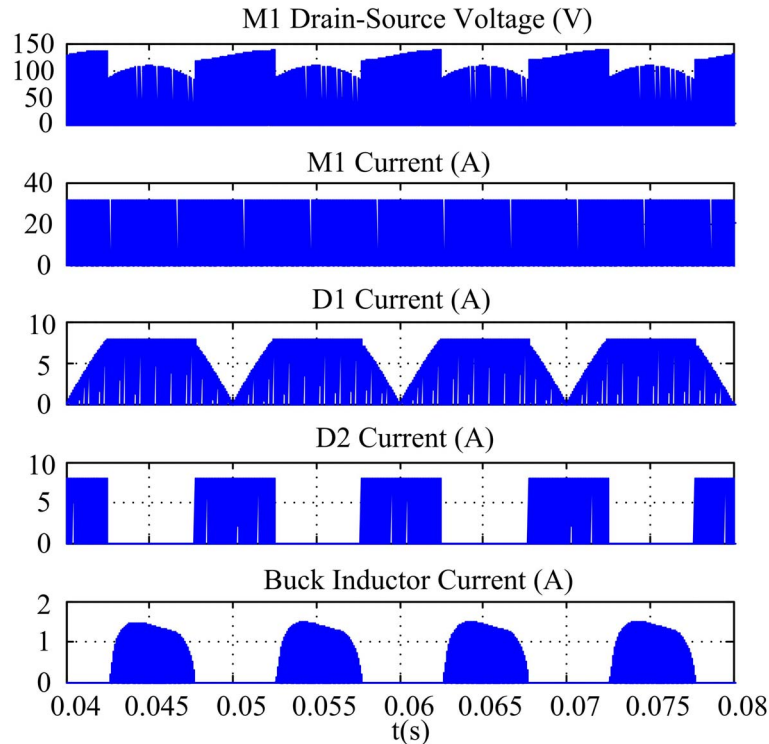 M1 Drain-Source Voltage (V)
150
100
50
0
M1 Current (A)
40
20
0
D1 Current (A)
10
5
0
D2 Current (A)
10
5
0
Buck Inductor Current (A)
2
1
0
0.04 0.045 0.05 0.055 0.06 0.065 0.07 0.075 0.08
t(s)